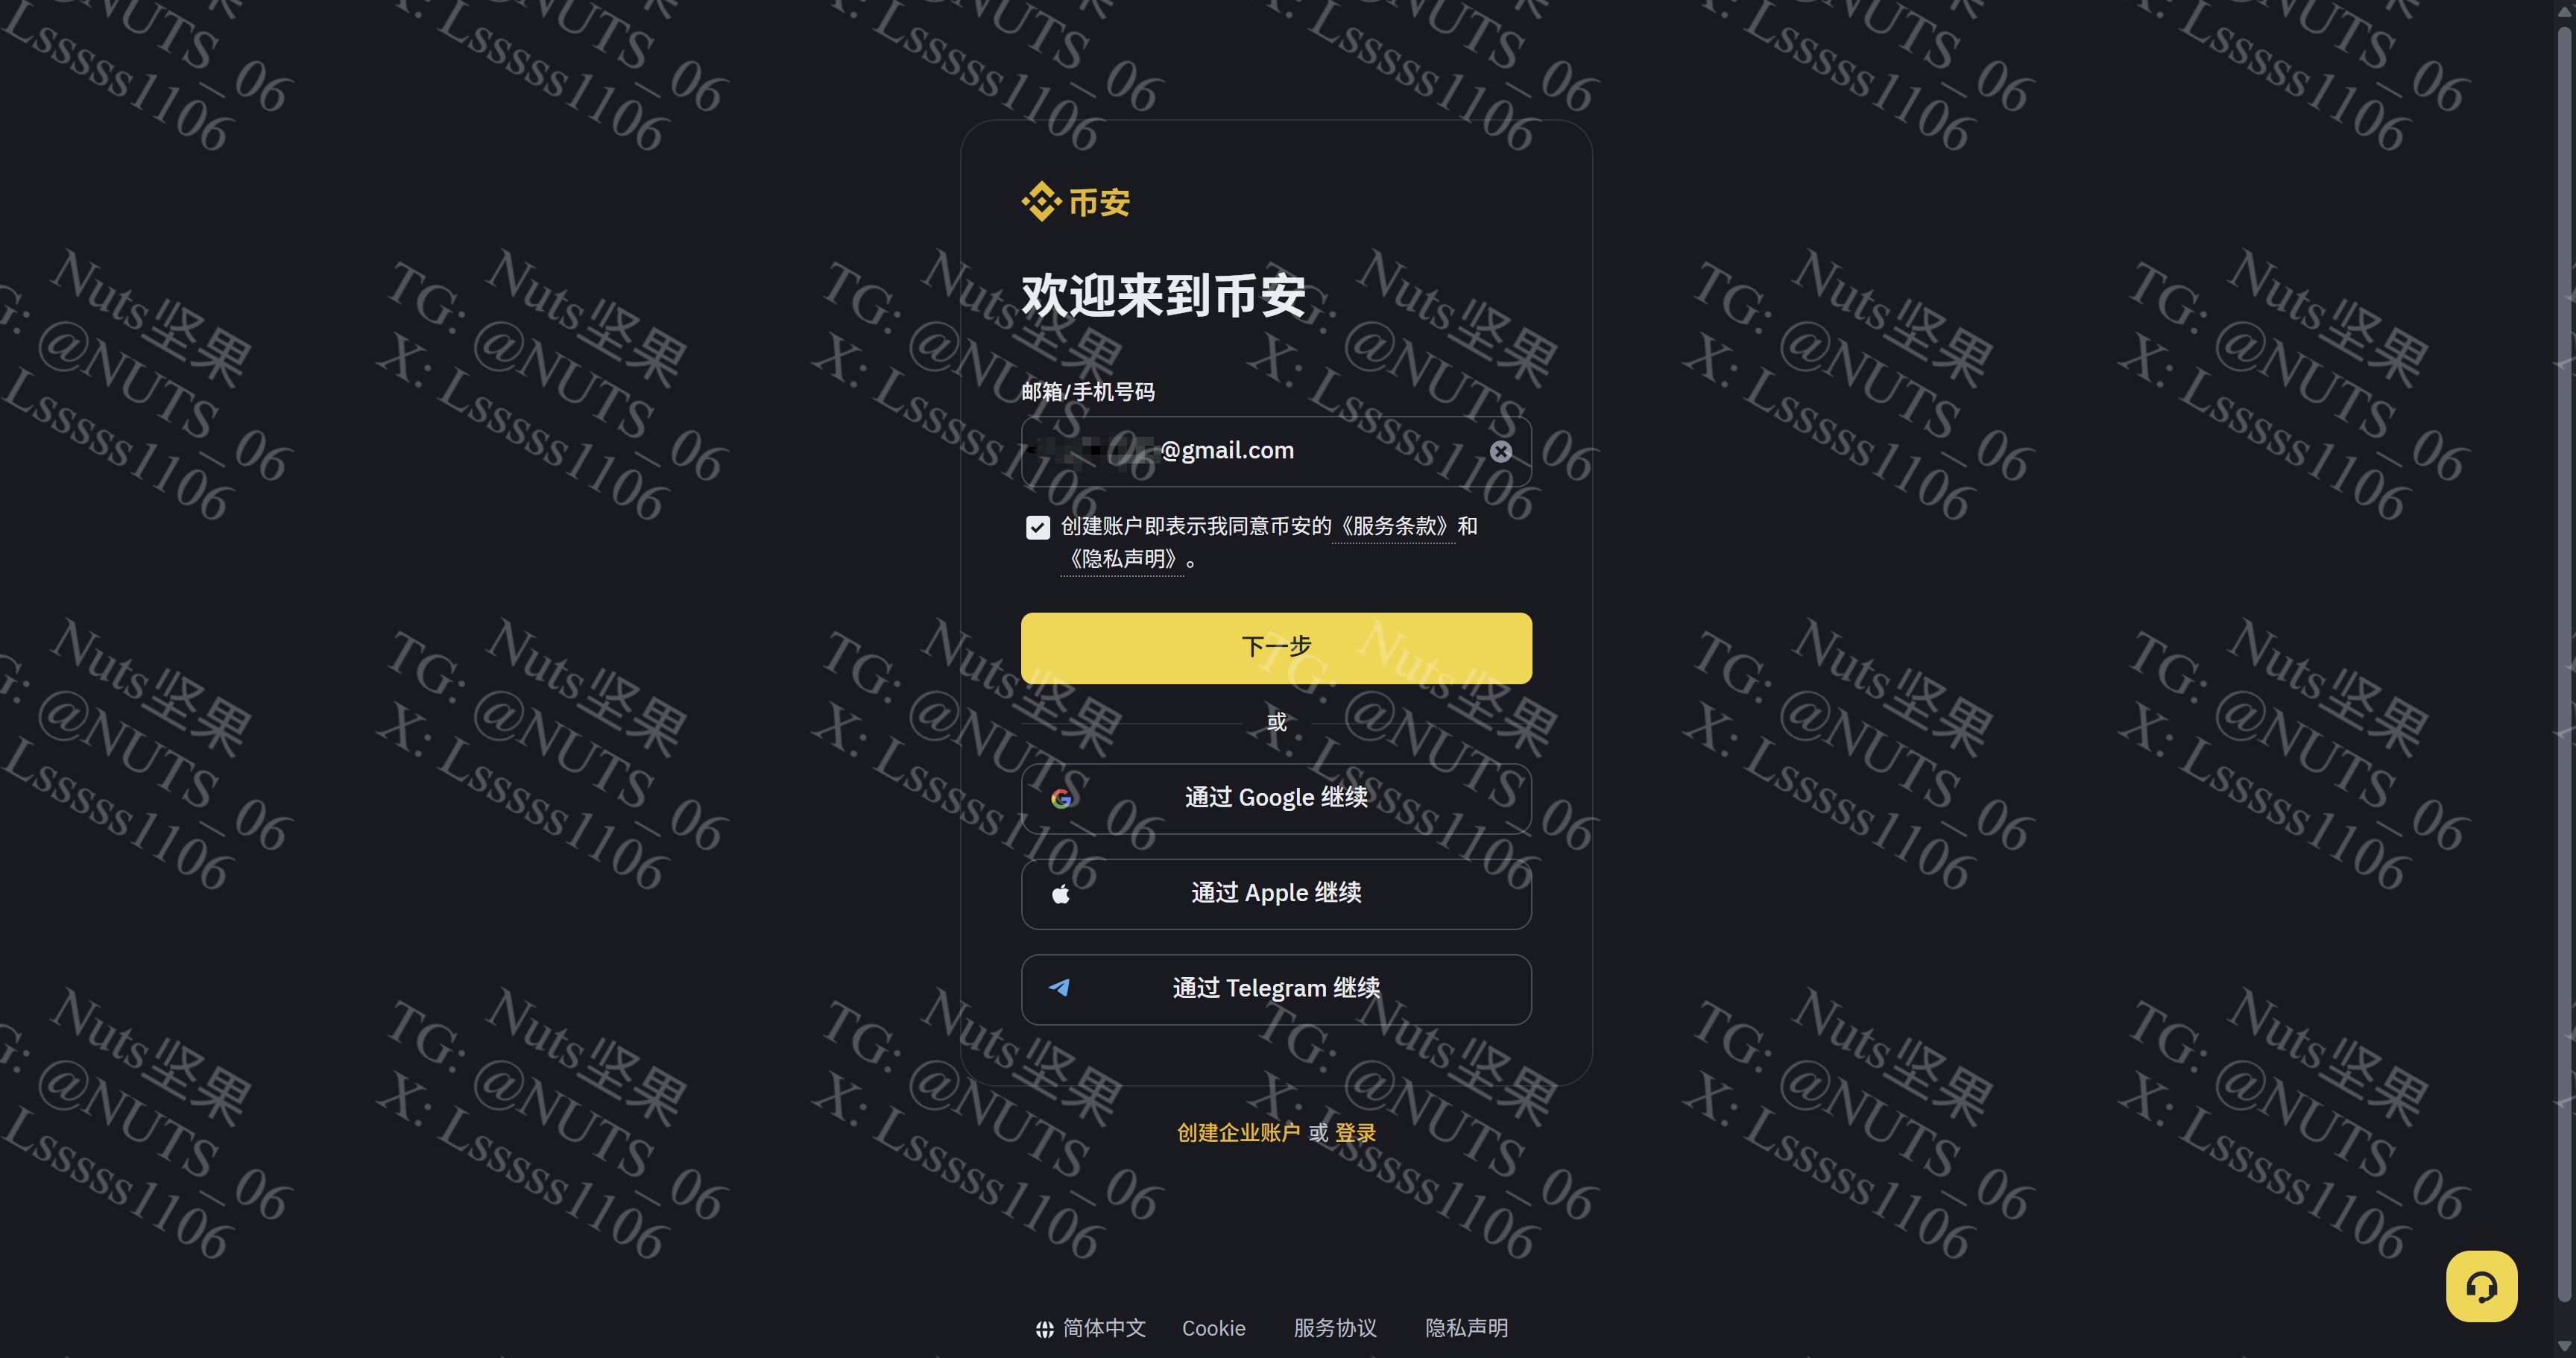 币安
欢迎来到币安
邮箱/手机号码
@gmail.com
创建账户即表示我同意币安的《服务条款》和
《隐私声明》。
下一步
或
通过 Google 继续
通过 Apple 继续
通过 Telegram 继续
创建企业账户 或 登录
简体中文 Cookie 服务协议 隐私声明
Nuts坚果
TG: @NUTS_06
X: Lsssss1106